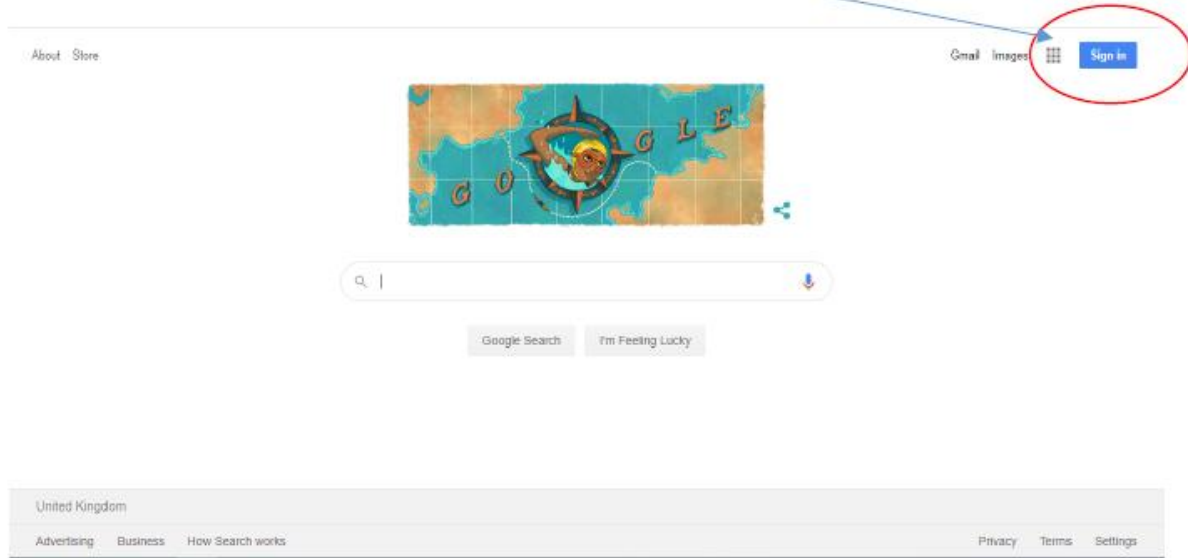 About Store Gmail Images Sign in
GOOGLE
Google Search I'm Feeling Lucky
United Kingdom
Advertising Business How Search works Privacy Terms Settings